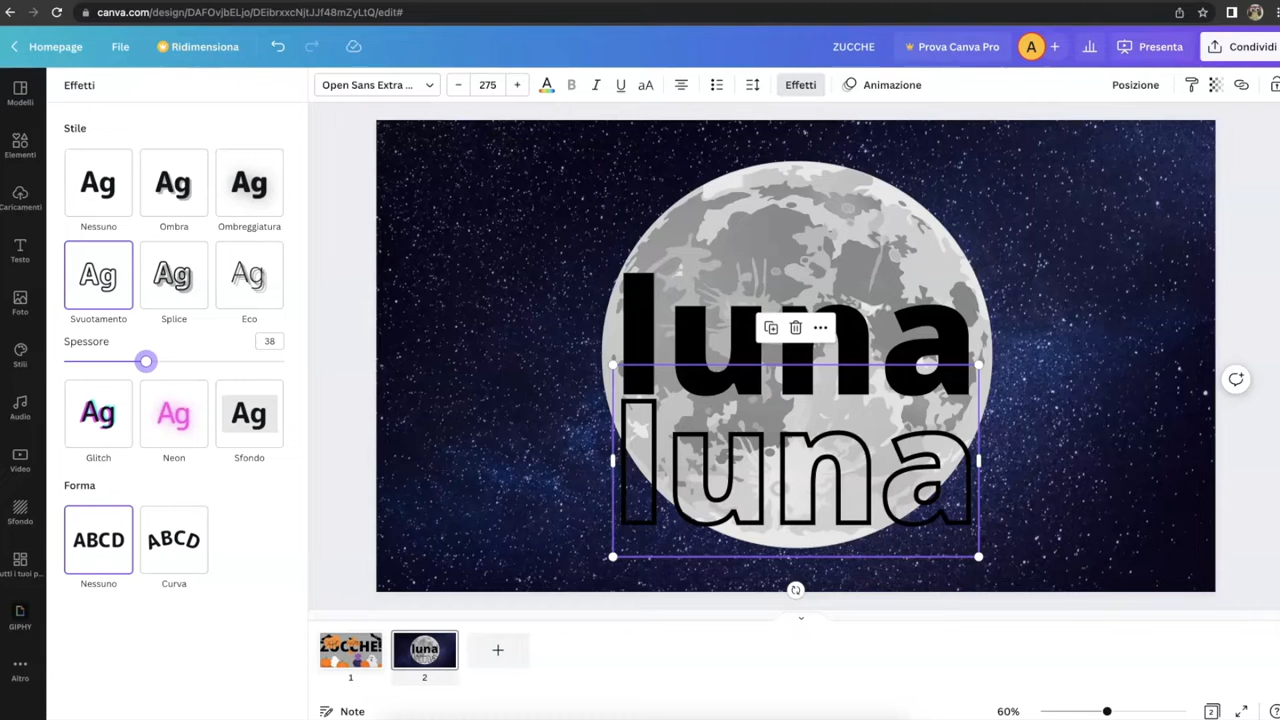 canva.com/design/DAFOvjbELjo/DEibrxxcNjtJJf48mZyLtQ/edit#
Homepage File Ridimensiona ZUCCHE Prova Canva Pro A Presenta Condividi
Modelli
Elementi
Caricamenti
Testo
Foto
Stili
Audio
Video
Sfondo
utti i tuoi p...
GIPHY
Altro
Effetti
Open Sans Extra ... 275 A B I U aA Effetti Animazione Posizione
Stile
Ag Ag Ag
Nessuno Ombra Ombreggiatura
Ag Ag Ag
Svuotamento Splice Eco
Spessore 38
Ag Ag Ag
Glitch Neon Sfondo
Forma
ABCD ABCD
Nessuno Curva
luna
luna
ZUCCHE!
luna
1 2
Note 60% 2